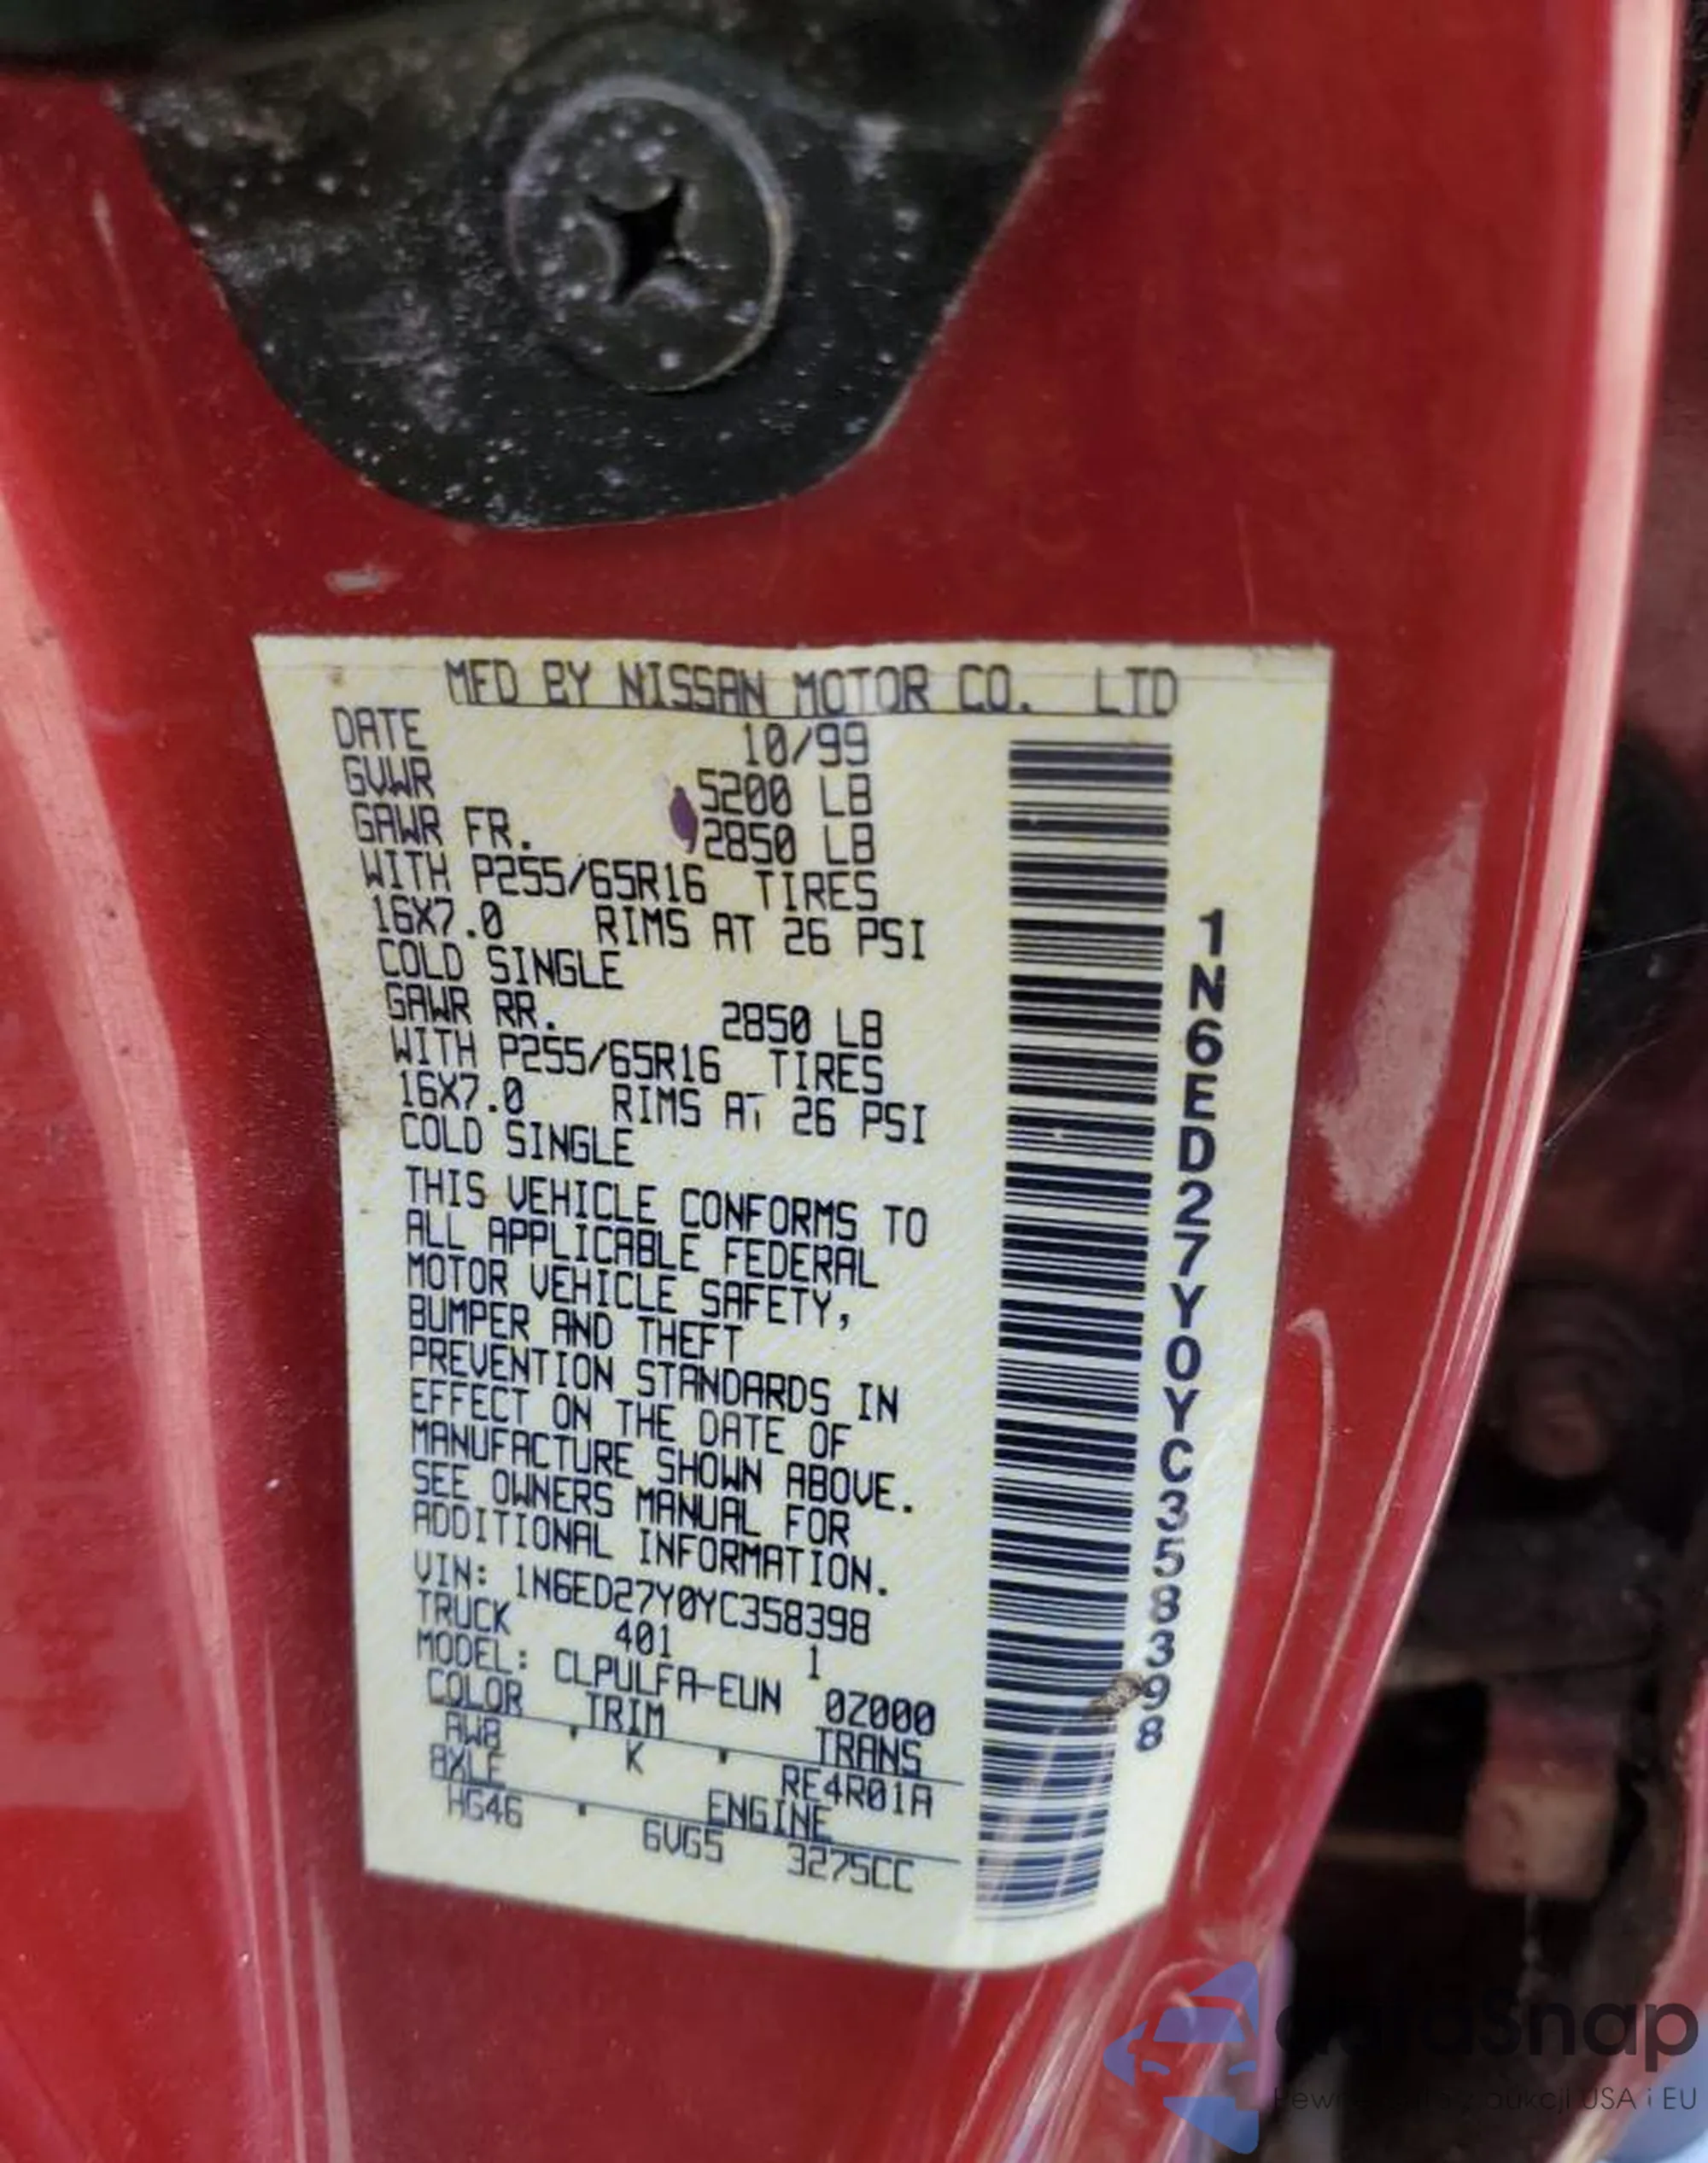 MFD BY NISSAN MOTOR CO. LTD
DATE 10/99
GVWR 5200 LB
GAWR FR. 2850 LB
WITH P255/65R16 TIRES
16X7.0 RIMS AT 26 PSI
COLD SINGLE
GAWR RR. 2850 LB
WITH P255/65R16 TIRES
16X7.0 RIMS AT 26 PSI
COLD SINGLE
THIS VEHICLE CONFORMS TO
ALL APPLICABLE FEDERAL
MOTOR VEHICLE SAFETY,
BUMPER AND THEFT
PREVENTION STANDARDS IN
EFFECT ON THE DATE OF
MANUFACTURE SHOWN ABOVE.
SEE OWNERS MANUAL FOR
ADDITIONAL INFORMATION.
VIN: 1N6ED27Y0YC358398
TRUCK 401 1
MODEL: CLPULFA-EUN 0Z000
COLOR TRIM TRANS
AW8 K RE4R01A
AXLE ENGINE
HG46 6VG5 3275CC
1N6ED27Y0YC358398
USA i EU